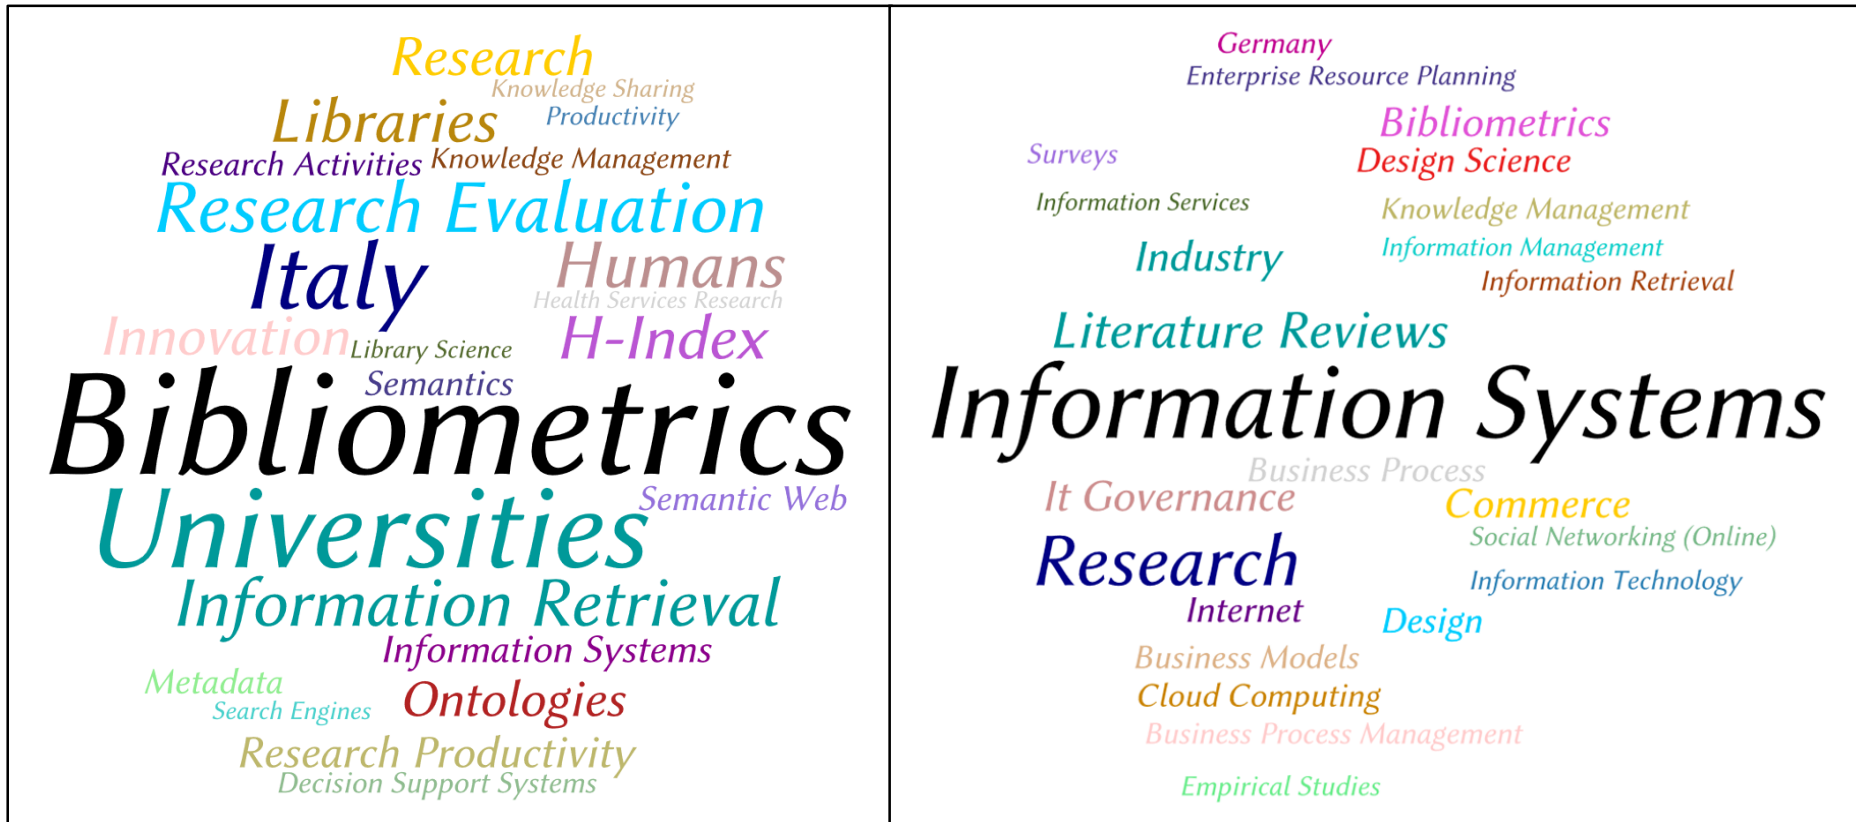 Research
Knowledge Sharing
Libraries
Productivity
Research Activities
Knowledge Management
Research Evaluation
Italy
Humans
Health Services Research
Innovation
Library Science
H-Index
Semantics
Bibliometrics
Semantic Web
Universities
Information Retrieval
Information Systems
Metadata
Search Engines
Ontologies
Research Productivity
Decision Support Systems
Germany
Enterprise Resource Planning
Bibliometrics
Surveys
Design Science
Information Services
Knowledge Management
Industry
Information Management
Information Retrieval
Literature Reviews
Information Systems
Business Process
It Governance
Commerce
Social Networking (Online)
Research
Information Technology
Internet
Design
Business Models
Cloud Computing
Business Process Management
Empirical Studies